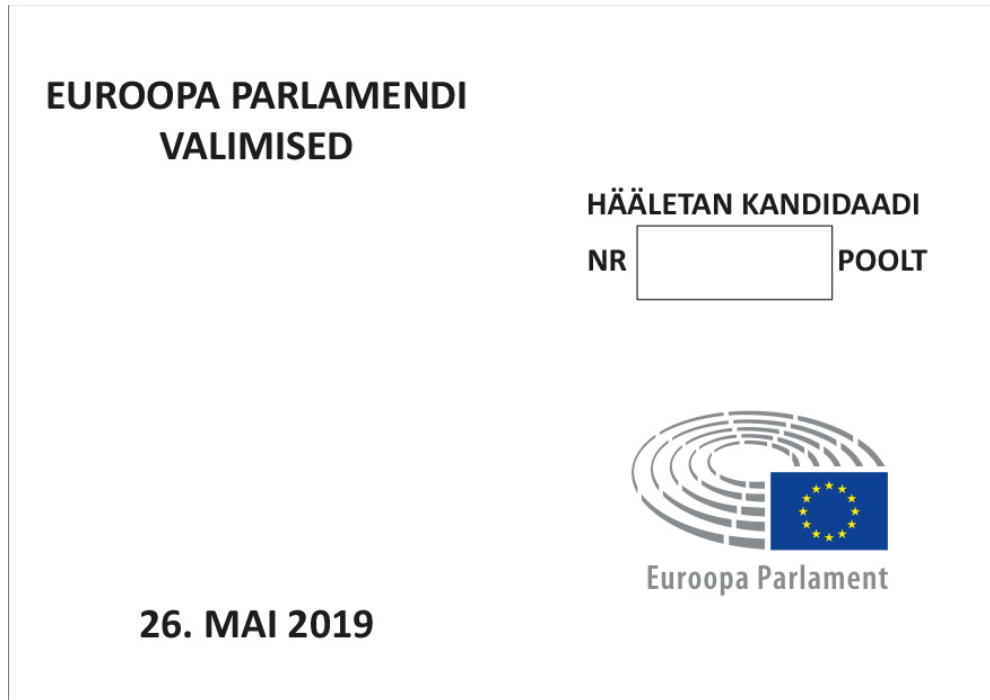 EUROOPA PARLAMENDI
VALIMISED
HÄÄLETAN KANDIDAADI
NR POOLT
Euroopa Parlament
26. MAI 2019